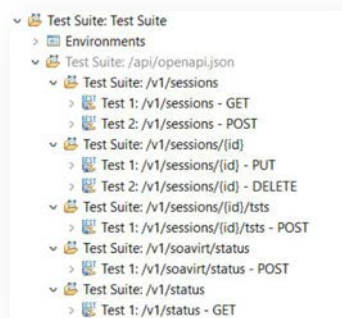 Test Suite: Test Suite
Environments
Test Suite: /api/openapi.json
Test Suite: /v1/sessions
Test 1: /v1/sessions - GET
Test 2: /v1/sessions - POST
Test Suite: /v1/sessions/{id}
Test 1: /v1/sessions/{id} - PUT
Test 2: /v1/sessions/{id} - DELETE
Test Suite: /v1/sessions/{id}/tsts
Test 1: /v1/sessions/{id}/tsts - POST
Test Suite: /v1/soavirt/status
Test 1: /v1/soavirt/status - POST
Test Suite: /v1/status
Test 1: /v1/status - GET